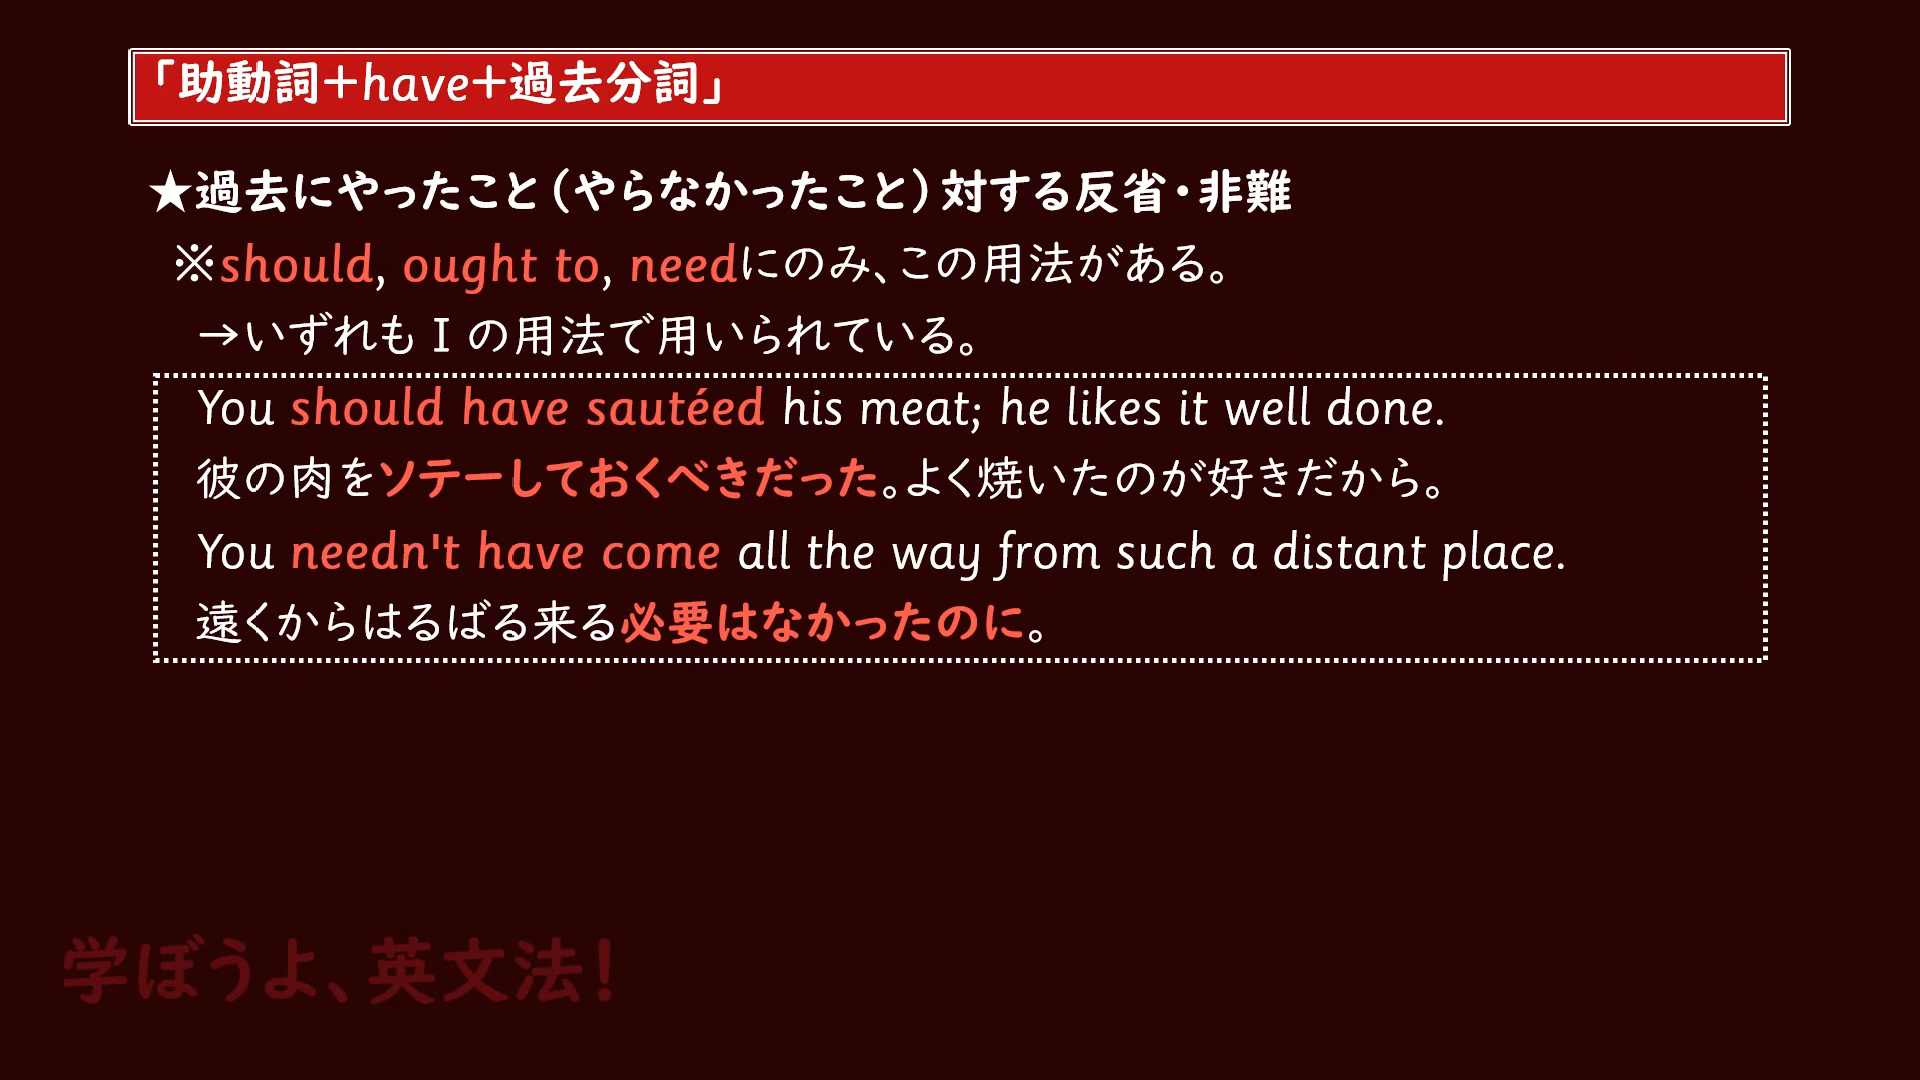 「助動詞＋have＋過去分詞」
★過去にやったこと（やらなかったこと）対する反省・非難
※should, ought to, needにのみ、この用法がある。
→いずれもⅠの用法で用いられている。
You should have sautéed his meat; he likes it well done.
彼の肉をソテーしておくべきだった。よく焼いたのが好きだから。
You needn't have come all the way from such a distant place.
遠くからはるばる来る必要はなかったのに。
学ぼうよ、英文法！